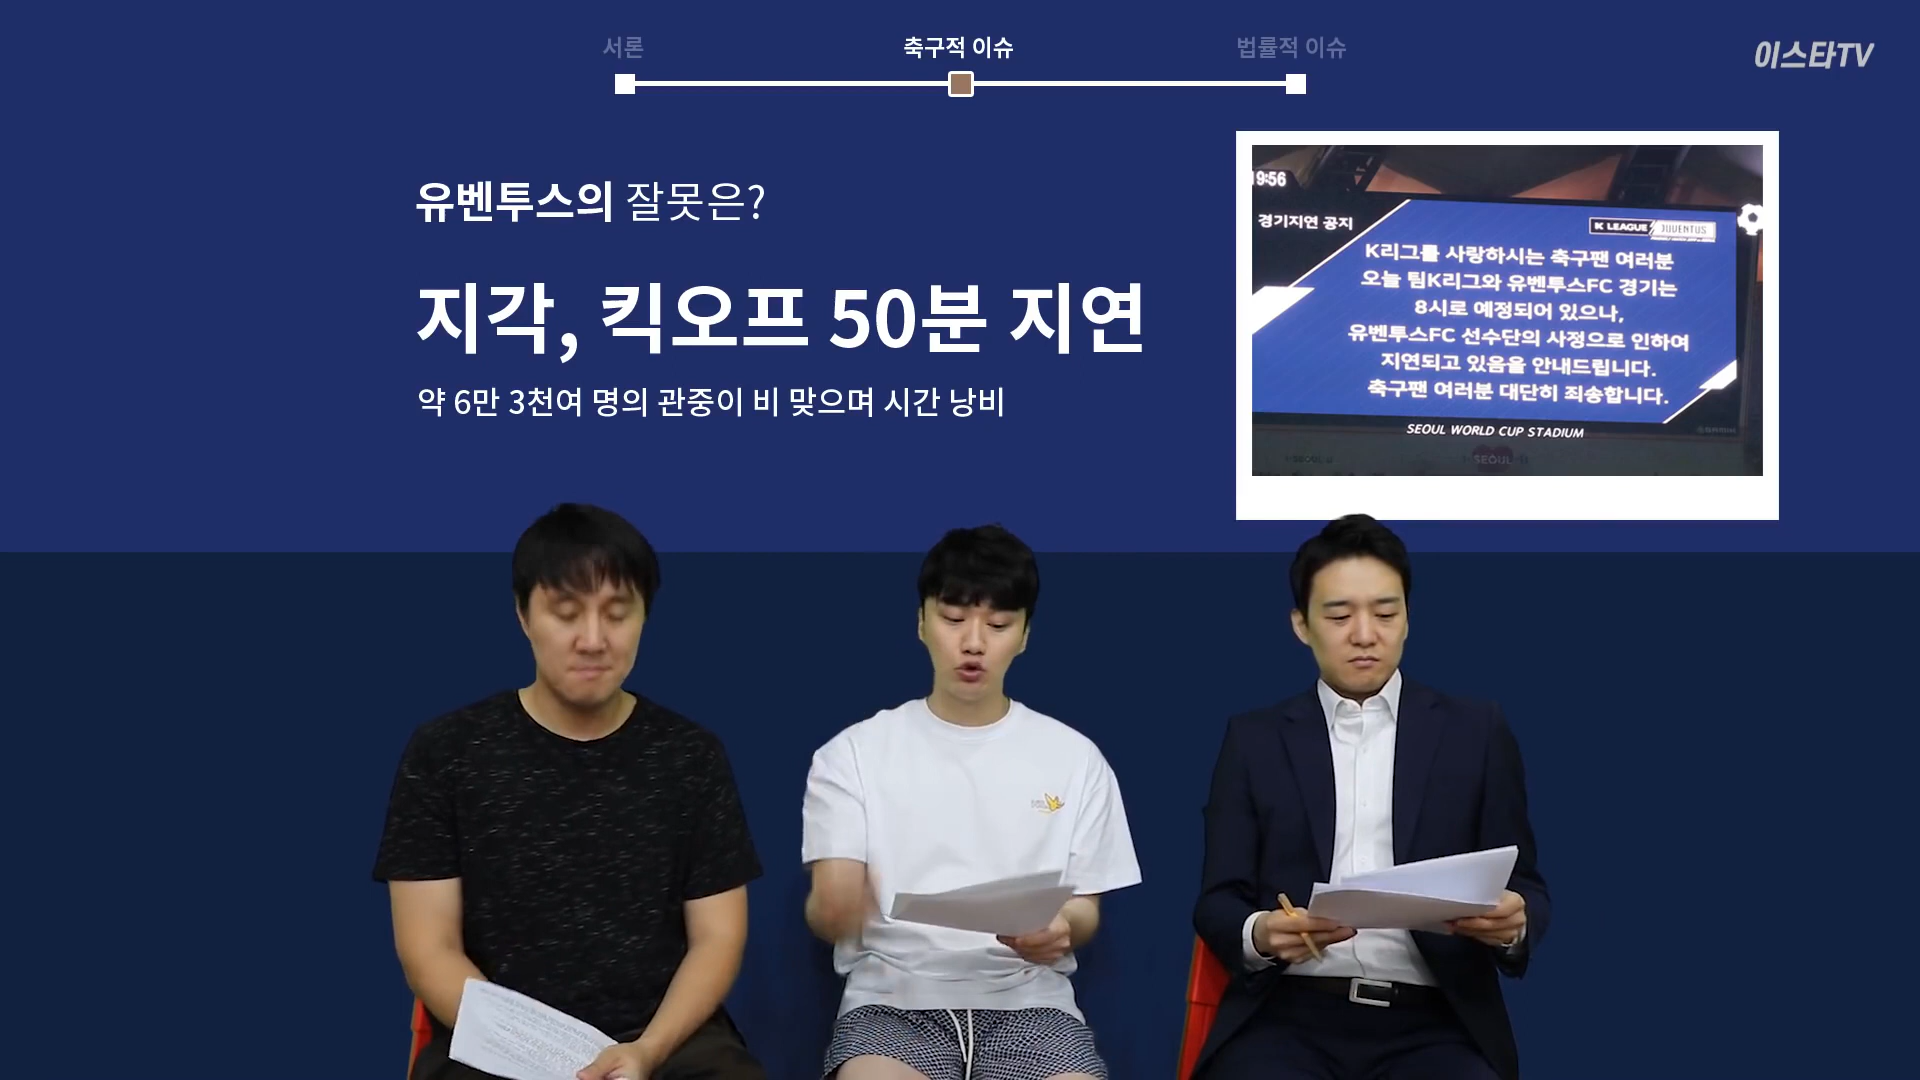 서론
축구적 이슈
법률적 이슈
이스타TV
유벤투스의 잘못은?
지각, 킥오프 50분 지연
약 6만 3천여 명의 관중이 비 맞으며 시간 낭비
19:56
경기지연 공지
K LEAGUE
JUVENTUS
K리그를 사랑하시는 축구팬 여러분
오늘 팀K리그와 유벤투스FC 경기는
8시로 예정되어 있으나,
유벤투스FC 선수단의 사정으로 인하여
지연되고 있음을 안내드립니다.
축구팬 여러분 대단히 죄송합니다.
SEOUL WORLD CUP STADIUM
SEOUL